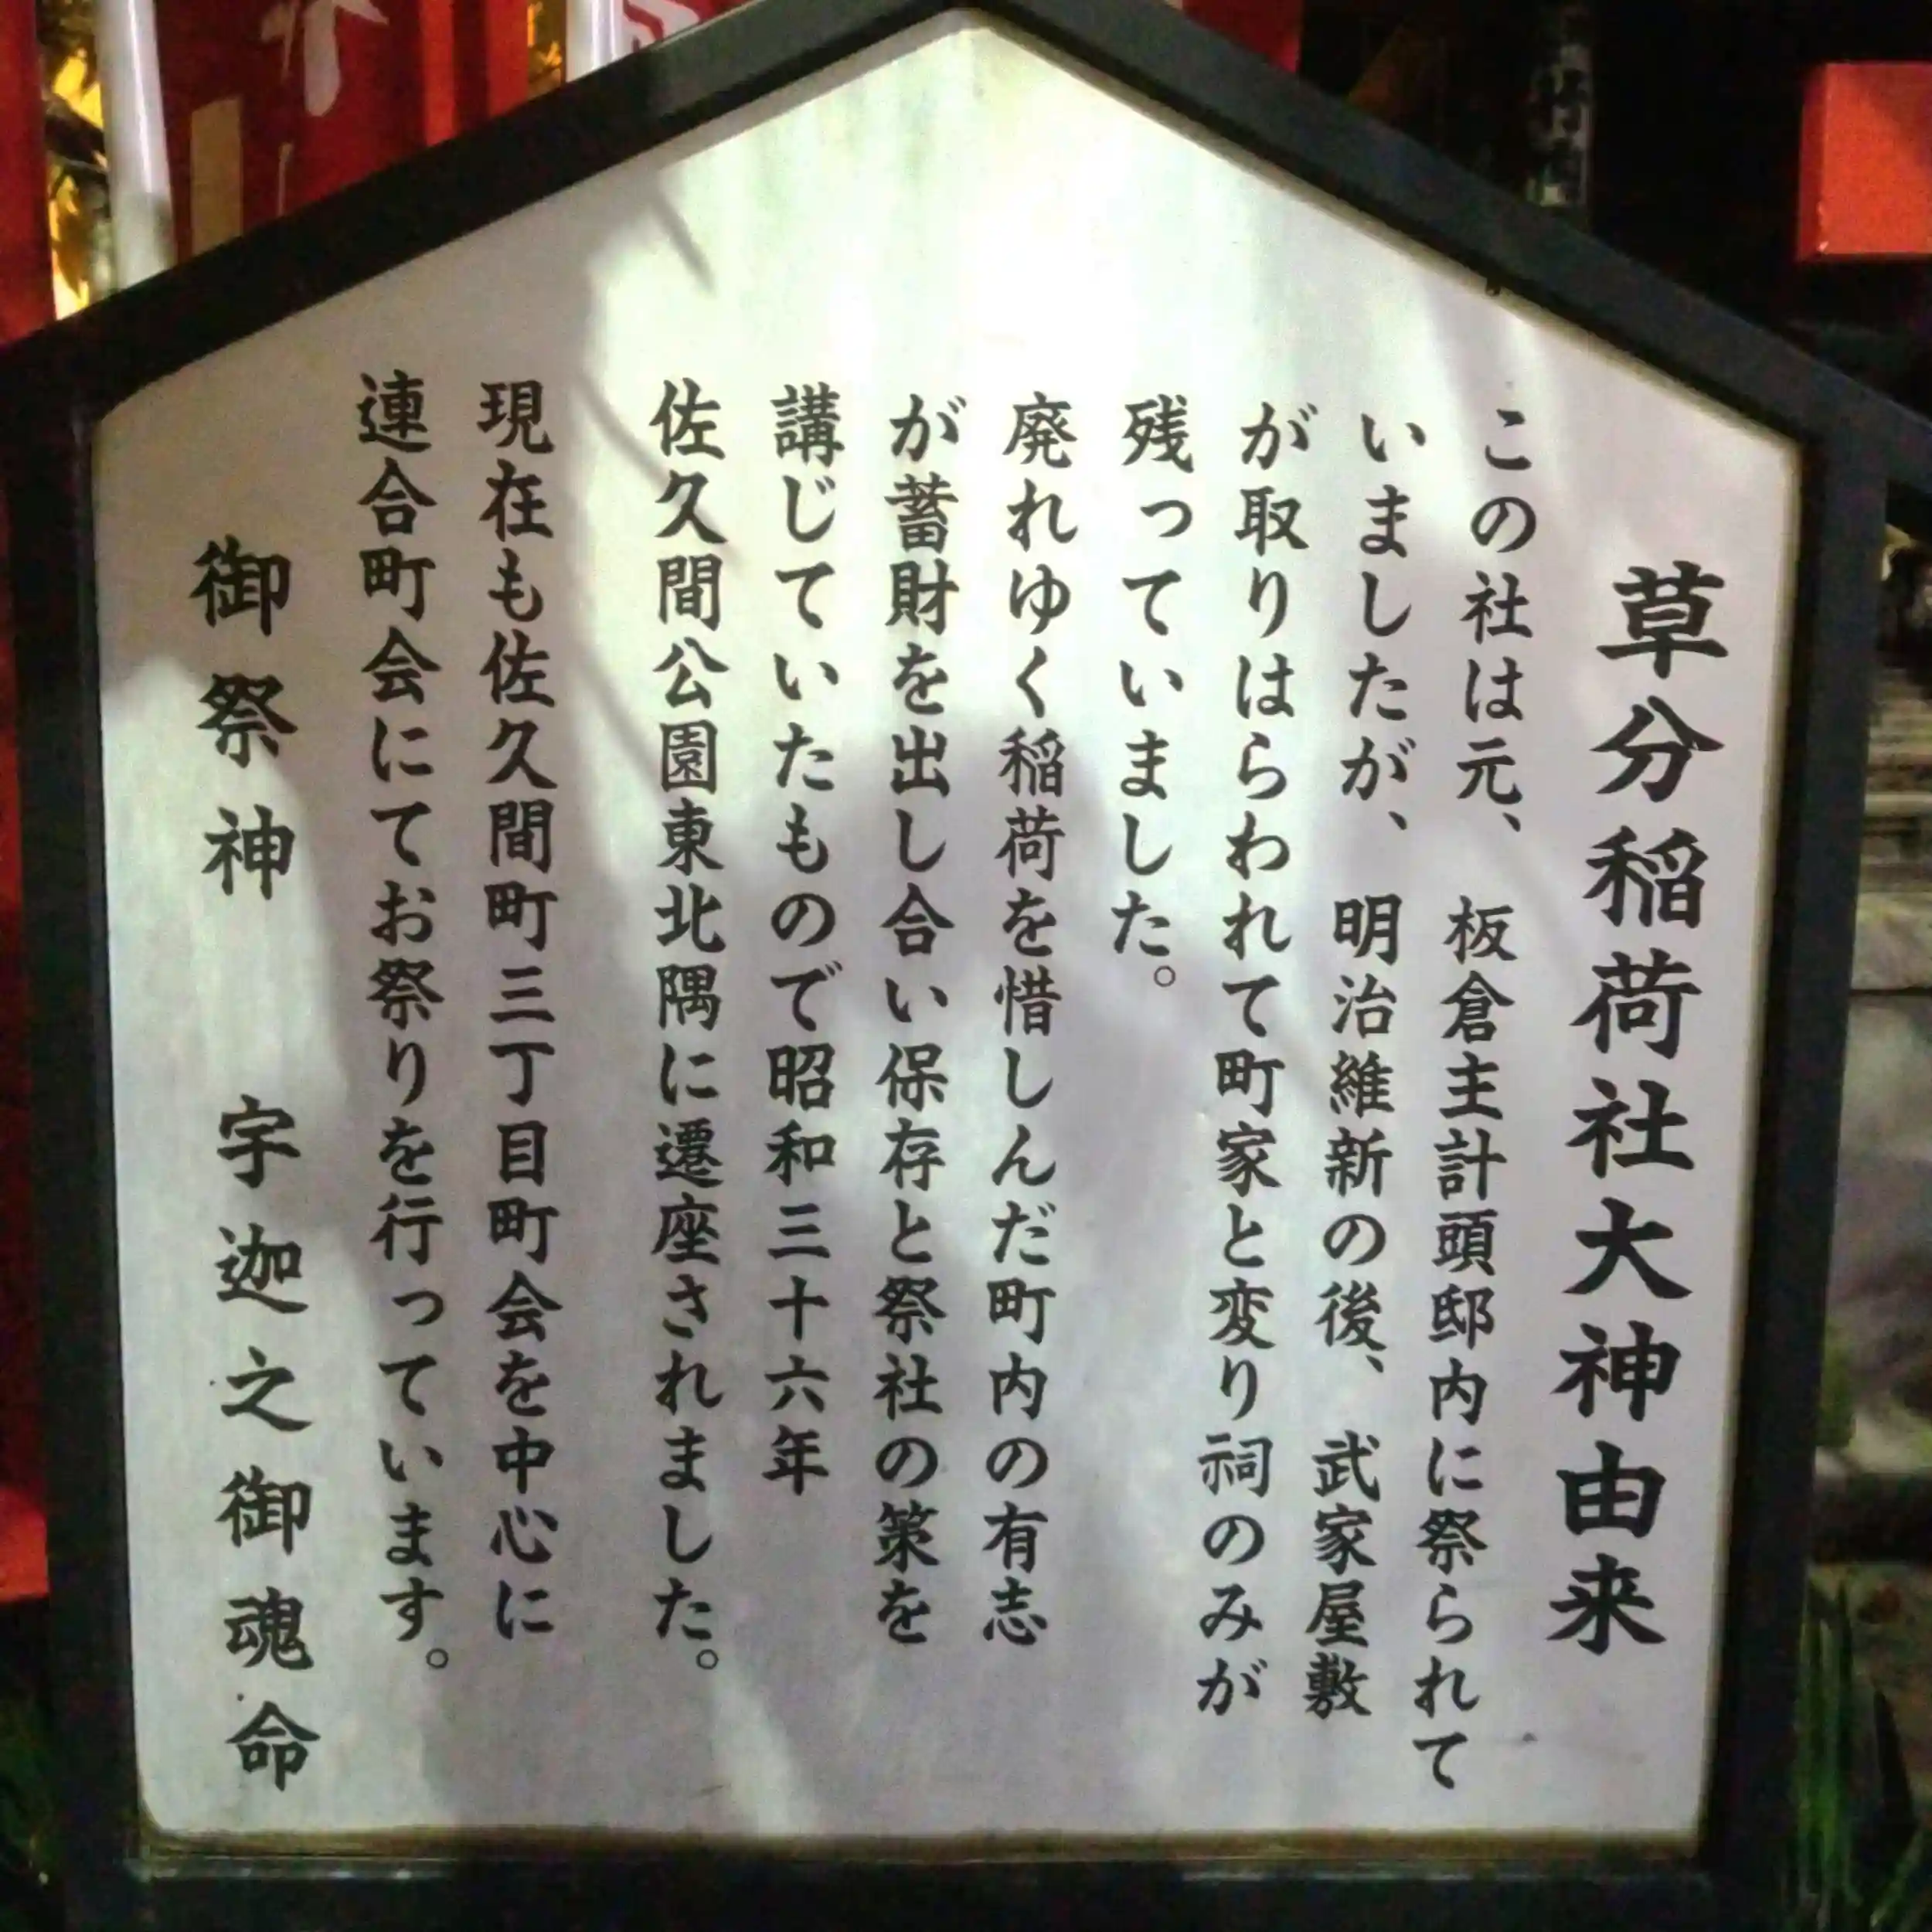 草分稲荷社大神由来
この社は元、板倉主計頭邸内に祭られて
いましたが、明治維新の後、武家屋敷
が取りはらわれて町家と変り祠のみが
残っていました。
廃れゆく稲荷を惜しんだ町内の有志
が蓄財を出し合い保存と祭社の策を
講じていたもので昭和三十六年
佐久間公園東北隅に遷座されました。
現在も佐久間町三丁目町会を中心に
連合町会にてお祭りを行っています。
御祭神　宇迦之御魂命